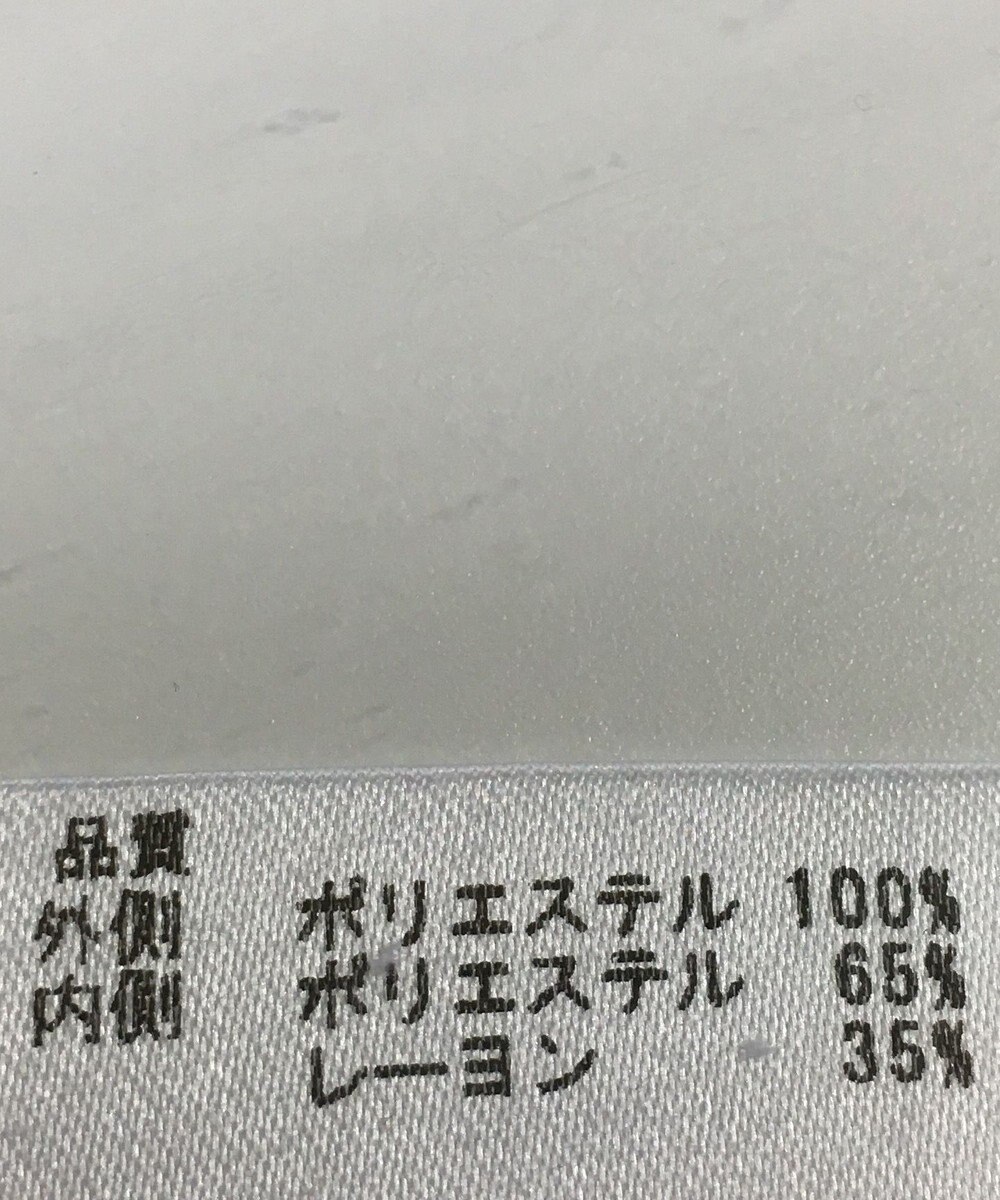 品質
外側 ポリエステル 100%
内側 ポリエステル 65%
レーヨン 35%